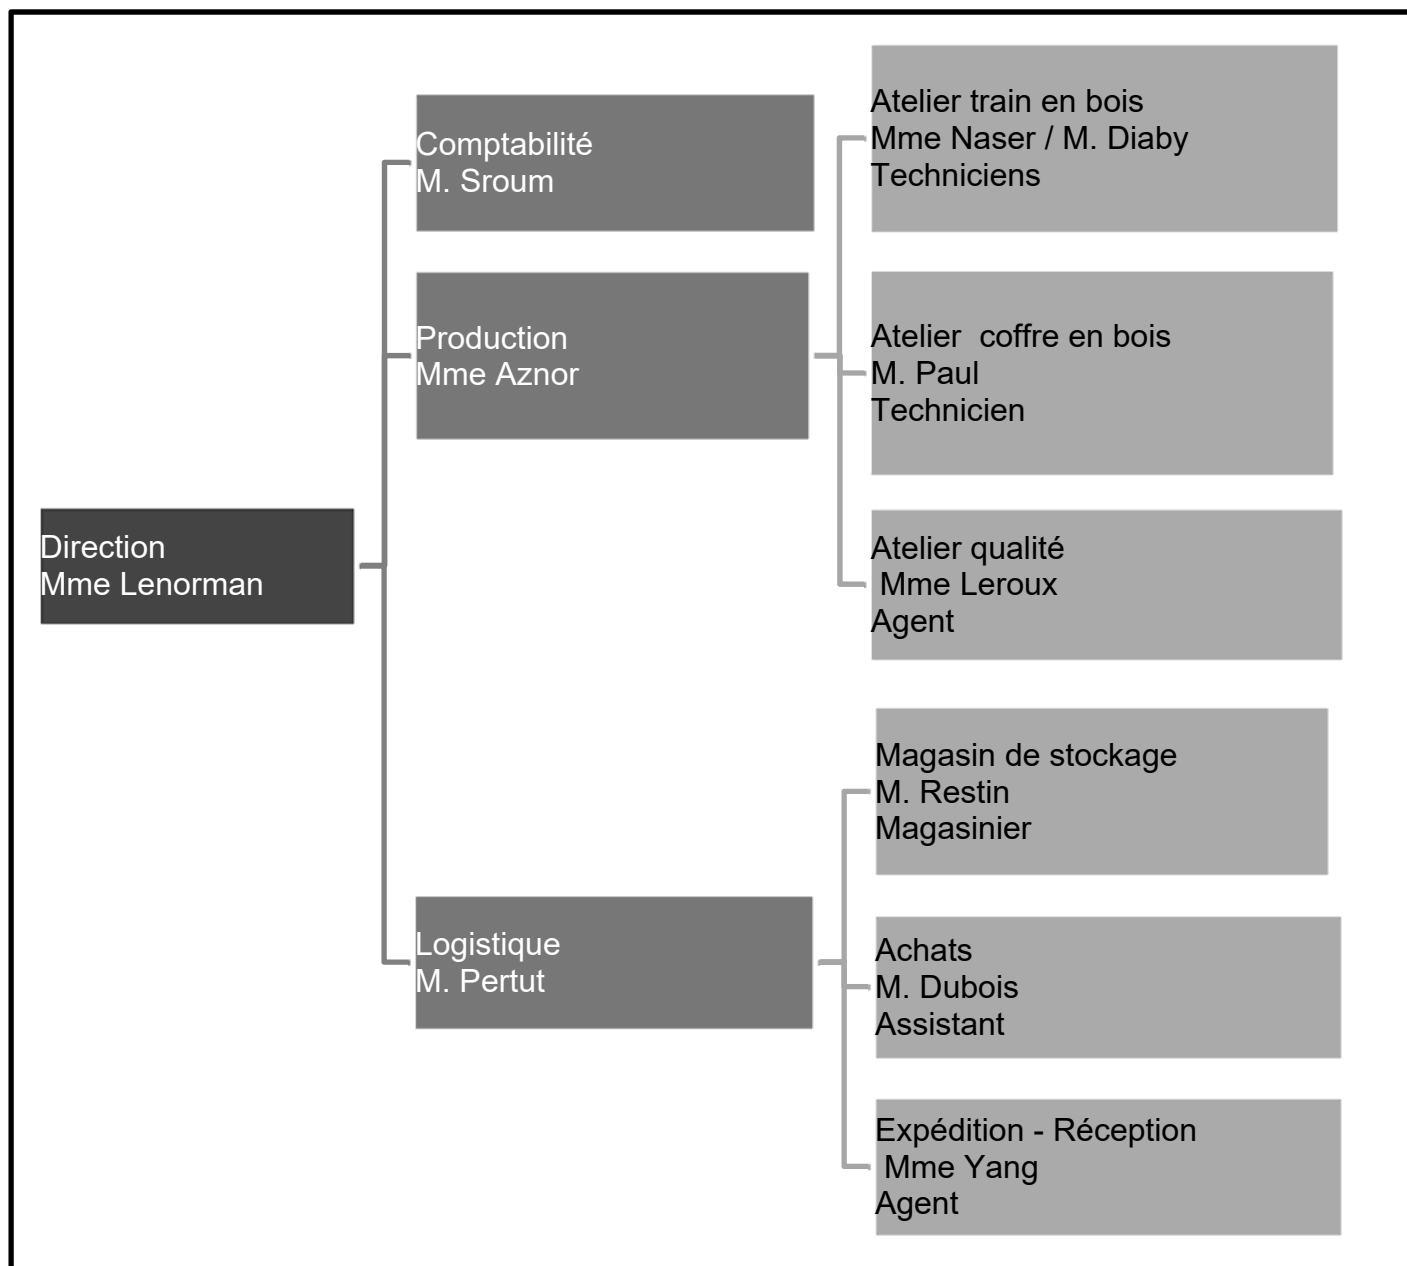 Direction
Mme Lenorman
Comptabilité
M. Sroum
Production
Mme Aznor
Logistique
M. Pertut
Atelier train en bois
Mme Naser / M. Diaby
Techniciens
Atelier  coffre en bois
M. Paul
Technicien
Atelier qualité
Mme Leroux
Agent
Magasin de stockage
M. Restin
Magasinier
Achats
M. Dubois
Assistant
Expédition - Réception
Mme Yang
Agent